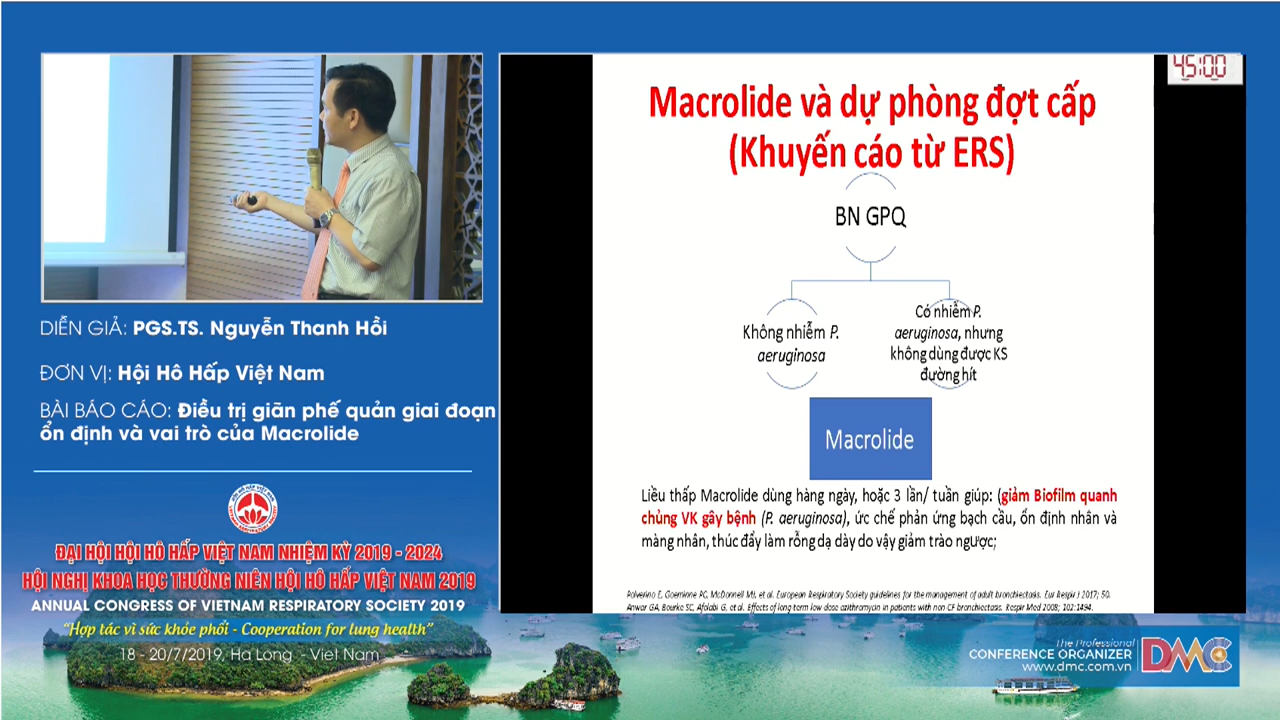 45:00
Macrolide và dự phòng đợt cấp
(Khuyến cáo từ ERS)
BN GPQ
Không nhiễm P.
aeruginosa
Có nhiễm P.
aeruginosa, nhưng
không dùng được KS
đường hít
Macrolide
Liều thấp Macrolide dùng hàng ngày, hoặc 3 lần/ tuần giúp: (giảm Biofilm quanh
chủng VK gây bệnh (P. aeruginosa), ức chế phản ứng bạch cầu, ổn định nhân và
màng nhân, thúc đẩy làm rỗng dạ dày do vậy giảm trào ngược;
Polverino E, Goeminne PC, McDonnell MJ, et al. European Respiratory Society guidelines for the management of adult bronchiectasis. Eur Respir J 2017; 50.
Anwar GA, Bourke SC, Afolabi G, et al. Effects of long term low dose azithromycin in patients with non CF bronchiectasis. Respir Med 2008; 102:1494.
DIỄN GIẢ: PGS.TS. Nguyễn Thanh Hồi
ĐƠN VỊ: Hội Hô Hấp Việt Nam
BÀI BÁO CÁO: Điều trị giãn phế quản giai đoạn
ổn định và vai trò của Macrolide
ĐẠI HỘI HỘI HÔ HẤP VIỆT NAM NHIỆM KỲ 2019 - 2024
HỘI NGHỊ KHOA HỌC THƯỜNG NIÊN HỘI HÔ HẤP VIỆT NAM 2019
ANNUAL CONGRESS OF VIETNAM RESPIRATORY SOCIETY 2019
"Hợp tác vì sức khỏe phổi - Cooperation for lung health"
18 - 20/7/2019, Ha Long - Viet Nam
The Professional
CONFERENCE ORGANIZER
www.dmc.com.vn
DMC